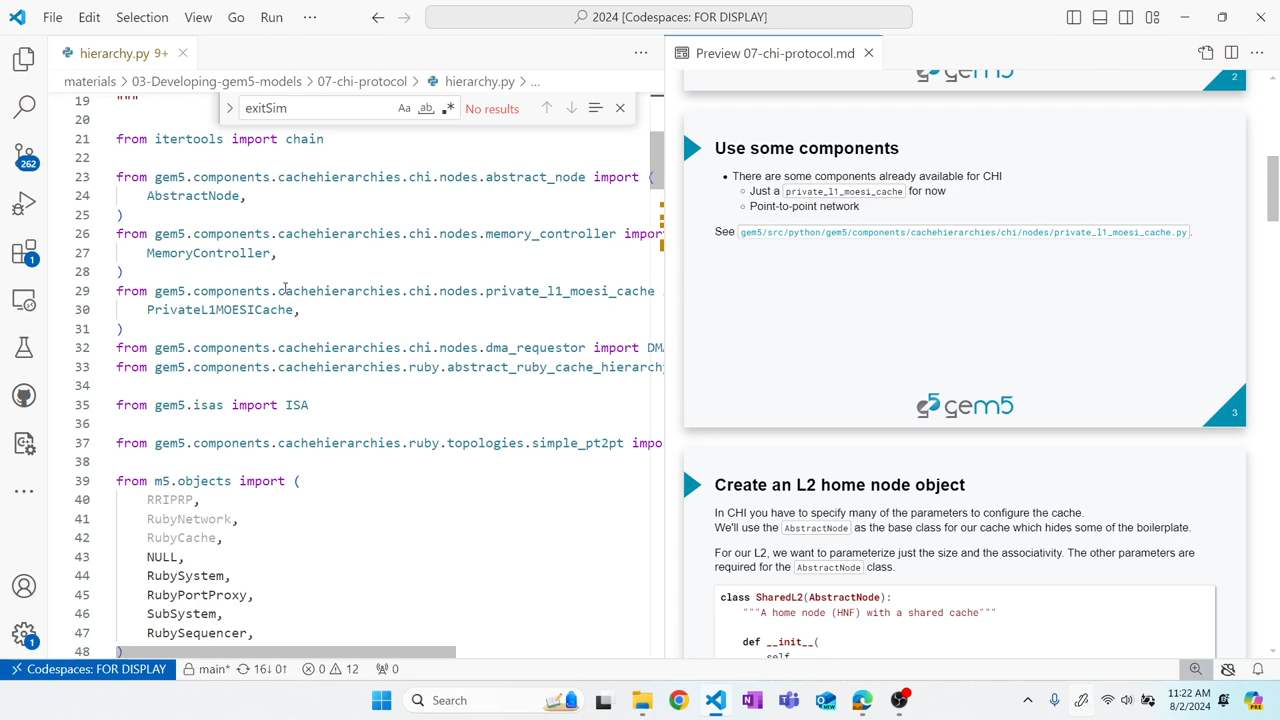 File Edit Selection View Go Run ··· 2024 [Codespaces: FOR DISPLAY]
hierarchy.py 9+
materials > 03-Developing-gem5-models > 07-chi-protocol > hierarchy.py > ...
exitSim Aa ab .* No results
19 """
20
21 from itertools import chain
22
23 from gem5.components.cachehierarchies.chi.nodes.abstract_node import (
24 AbstractNode,
25 )
26 from gem5.components.cachehierarchies.chi.nodes.memory_controller import
27 MemoryController,
28 )
29 from gem5.components.cachehierarchies.chi.nodes.private_l1_moesi_cache
30 PrivateL1MOESICache,
31 )
32 from gem5.components.cachehierarchies.chi.nodes.dma_requestor import DMA
33 from gem5.components.cachehierarchies.ruby.abstract_ruby_cache_hierarchy
34
35 from gem5.isas import ISA
36
37 from gem5.components.cachehierarchies.ruby.topologies.simple_pt2pt impo
38
39 from m5.objects import (
40 RRIPRP,
41 RubyNetwork,
42 RubyCache,
43 NULL,
44 RubySystem,
45 RubyPortProxy,
46 SubSystem,
47 RubySequencer,
48 )
262
1
1
Preview 07-chi-protocol.md
gem5 2
Use some components
• There are some components already available for CHI
○ Just a private_l1_moesi_cache for now
○ Point-to-point network
See gem5/src/python/gem5/components/cachehierarchies/chi/nodes/private_l1_moesi_cache.py.
gem5 3
Create an L2 home node object
In CHI you have to specify many of the parameters to configure the cache.
We'll use the AbstractNode as the base class for our cache which hides some of the boilerplate.
For our L2, we want to parameterize just the size and the associativity. The other parameters are
required for the AbstractNode class.
class SharedL2(AbstractNode):
"""A home node (HNF) with a shared cache"""
def __init__(
self
Codespaces: FOR DISPLAY main* 16↓ 0↑ 0 12 0
Search
11:22 AM
8/2/2024